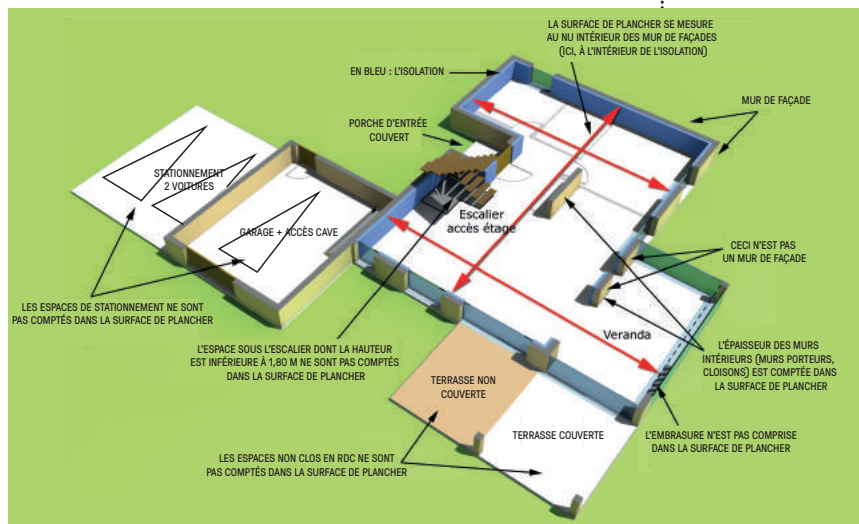 LA SURFACE DE PLANCHER SE MESURE
AU NU INTÉRIEUR DES MUR DE FAÇADES
(ICI, À L'INTÉRIEUR DE L'ISOLATION)
EN BLEU : L'ISOLATION
MUR DE FAÇADE
PORCHE D'ENTRÉE
COUVERT
STATIONNEMENT
2 VOITURES
GARAGE + ACCÈS CAVE
Escalier
accès étage
CECI N'EST PAS
UN MUR DE FAÇADE
LES ESPACES DE STATIONNEMENT NE SONT
PAS COMPTÉS DANS LA SURFACE DE PLANCHER
Veranda
L'ESPACE SOUS L'ESCALIER DONT LA HAUTEUR
EST INFÉRIEURE À 1,80 M NE SONT PAS COMPTÉS
DANS LA SURFACE DE PLANCHER
L'ÉPAISSEUR DES MURS
INTÉRIEURS (MURS PORTEURS,
CLOISONS) EST COMPTÉE DANS
LA SURFACE DE PLANCHER
TERRASSE NON
COUVERTE
TERRASSE COUVERTE
L'EMBRASURE N'EST PAS COMPRISE
DANS LA SURFACE DE PLANCHER
LES ESPACES NON CLOS EN RDC NE SONT
PAS COMPTÉS DANS LA SURFACE DE PLANCHER